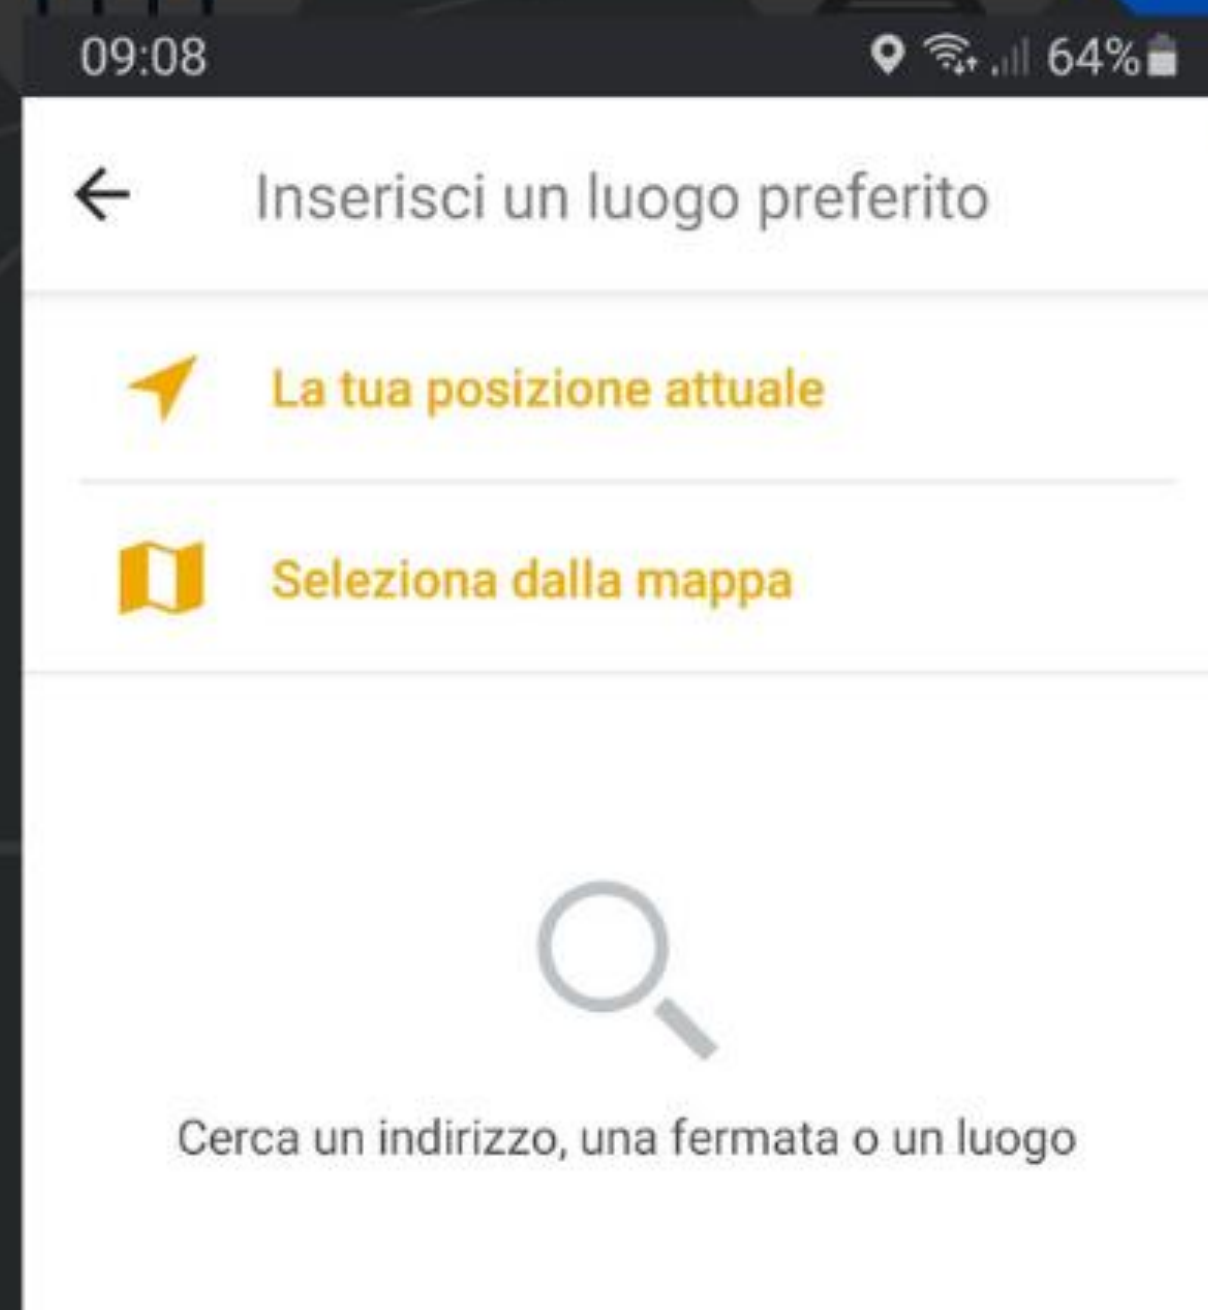 09:08
64%
Inserisci un luogo preferito
La tua posizione attuale
Seleziona dalla mappa
Cerca un indirizzo, una fermata o un luogo